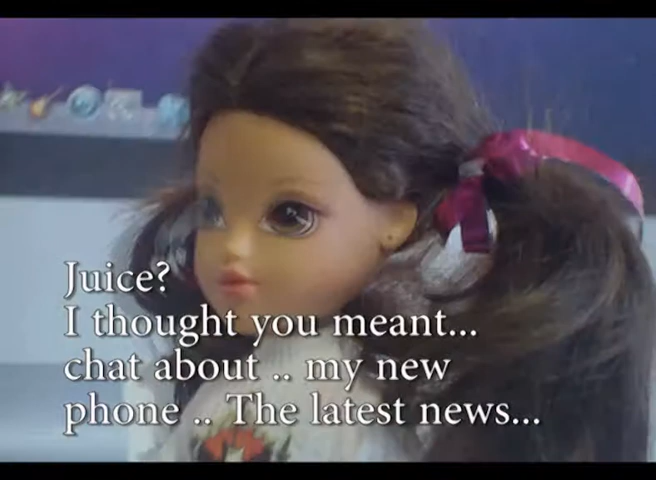 Juice?
I thought you meant...
chat about .. my new
phone .. The latest news...